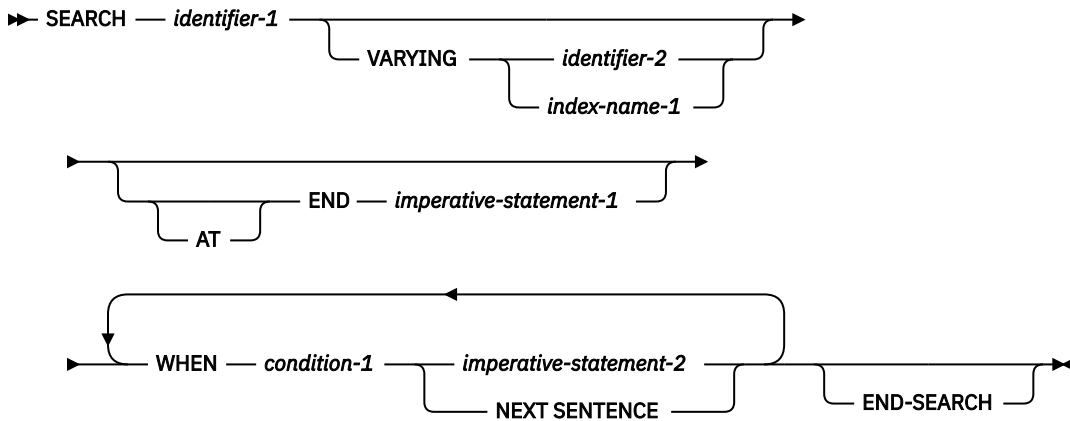 SEARCH identifier-1
VARYING identifier-2
index-name-1
END imperative-statement-1
AT
WHEN condition-1 imperative-statement-2
NEXT SENTENCE END-SEARCH